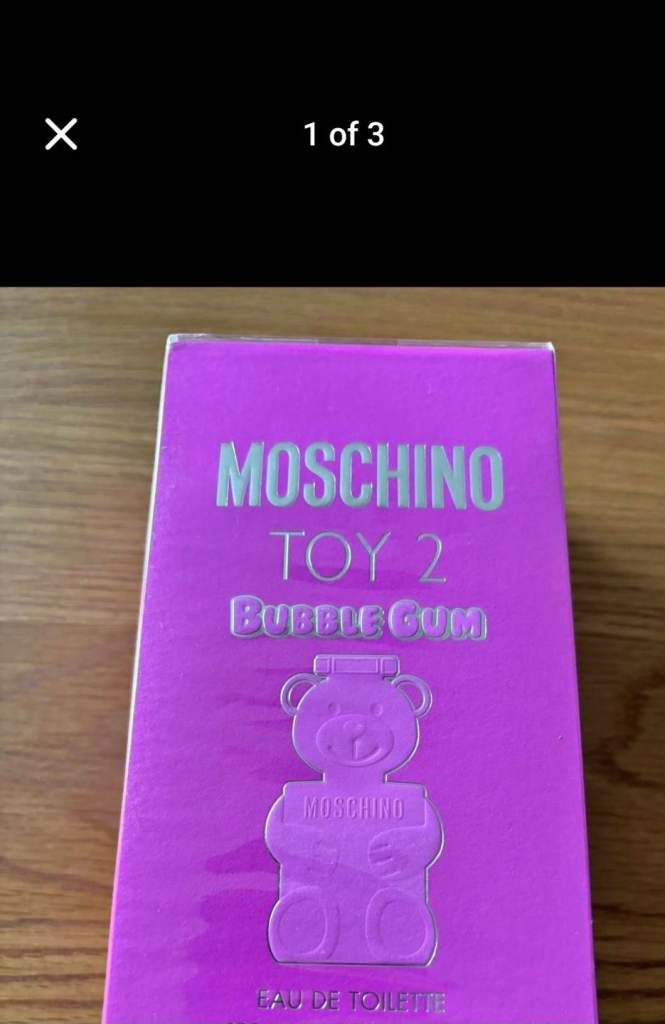 1 of 3
MOSCHINO
TOY 2
BUBBLE GUM
MOSCHINO
EAU DE TOILETTE